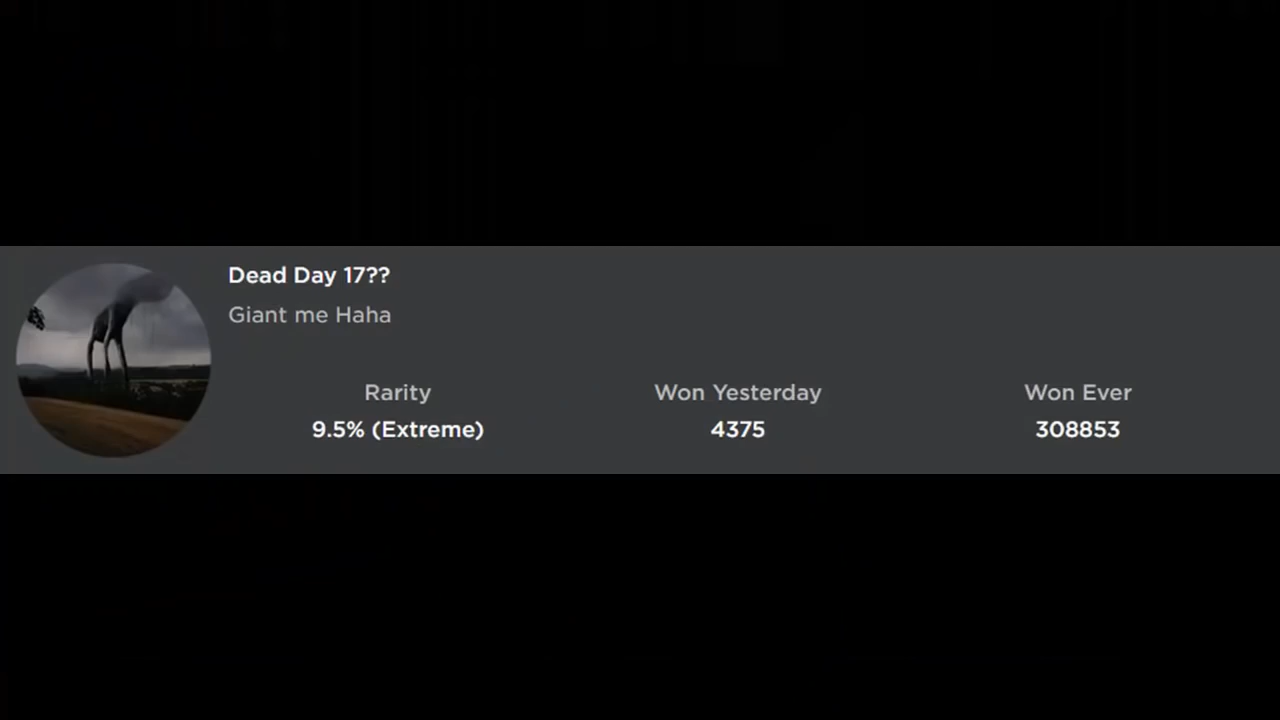 Dead Day 17??
Giant me Haha
Rarity Won Yesterday Won Ever
9.5% (Extreme) 4375 308853